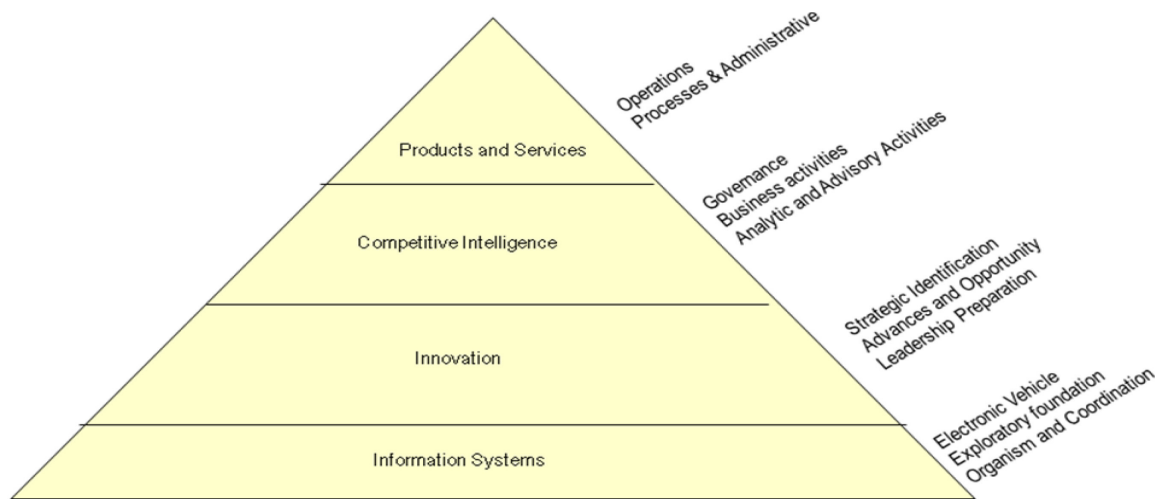 Operations
Processes & Administrative
Products and Services
Governance
Business activities
Analytic and Advisory Activities
Competitive Intelligence
Strategic Identification
Advances and Opportunity
Leadership Preparation
Innovation
Electronic Vehicle
Exploratory foundation
Organism and Coordination
Information Systems